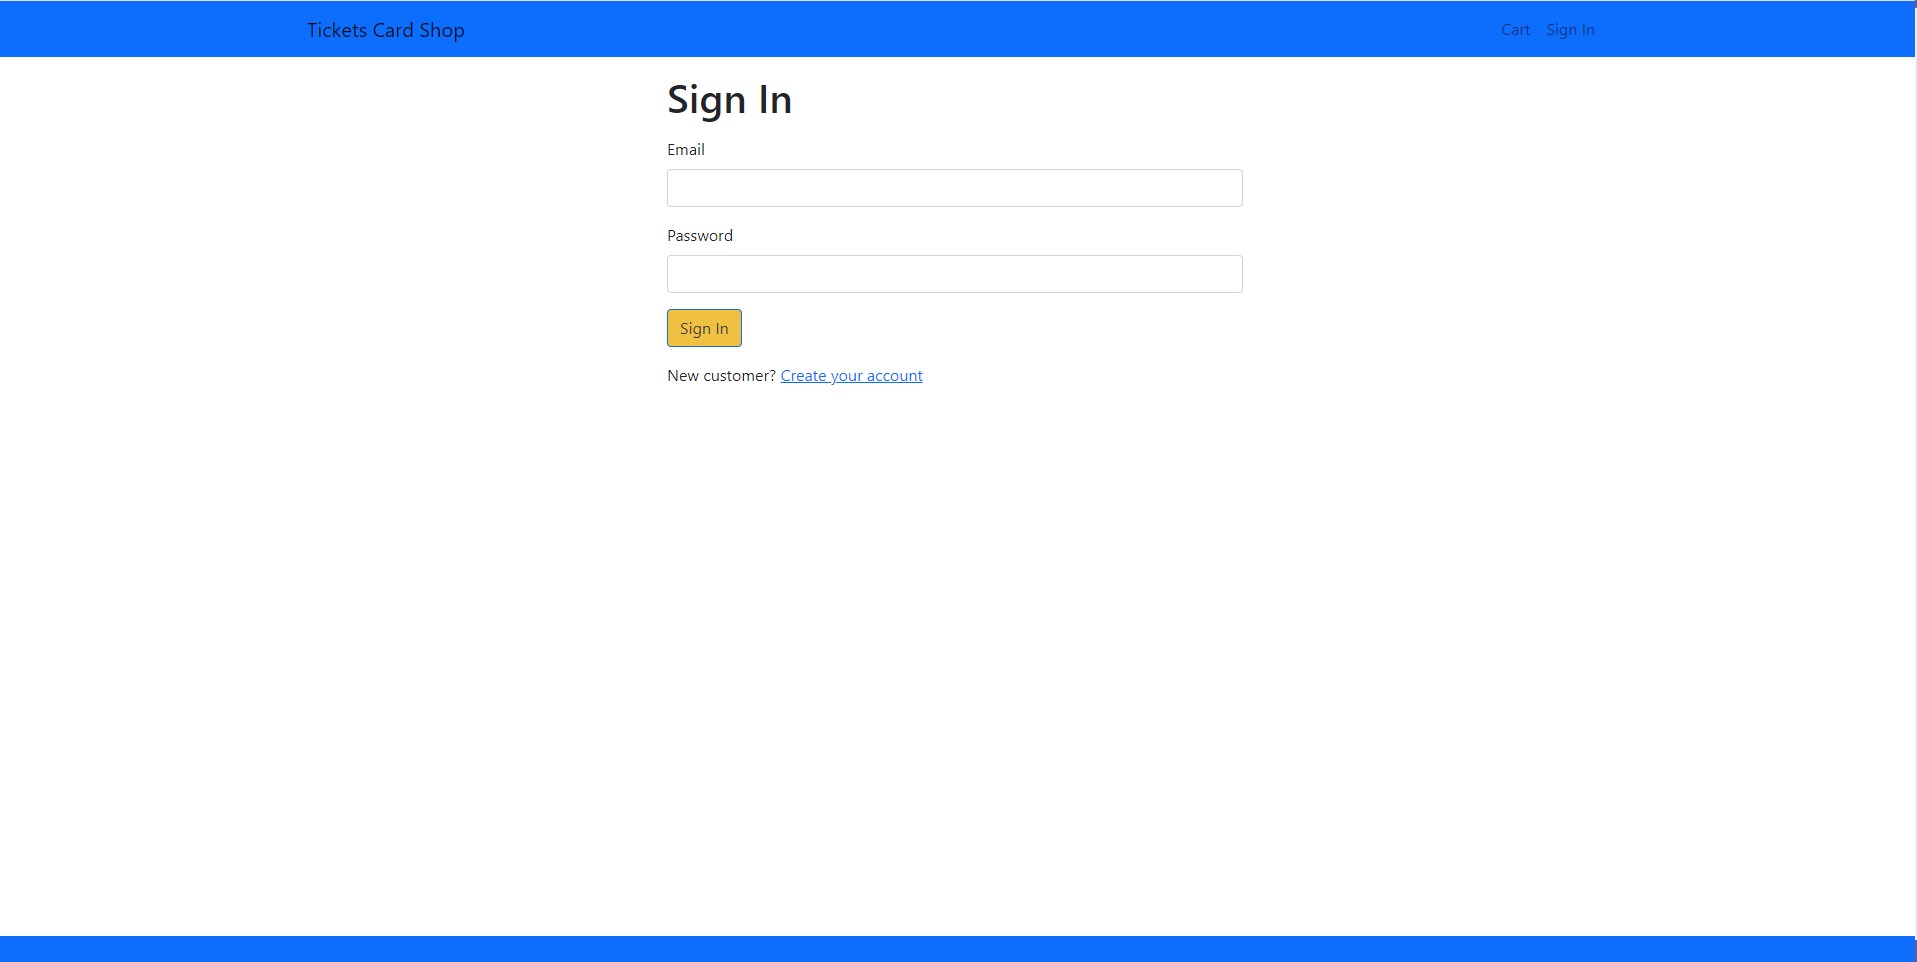 Tickets Card Shop
Cart Sign In
Sign In
Email
Password
Sign In
New customer? Create your account